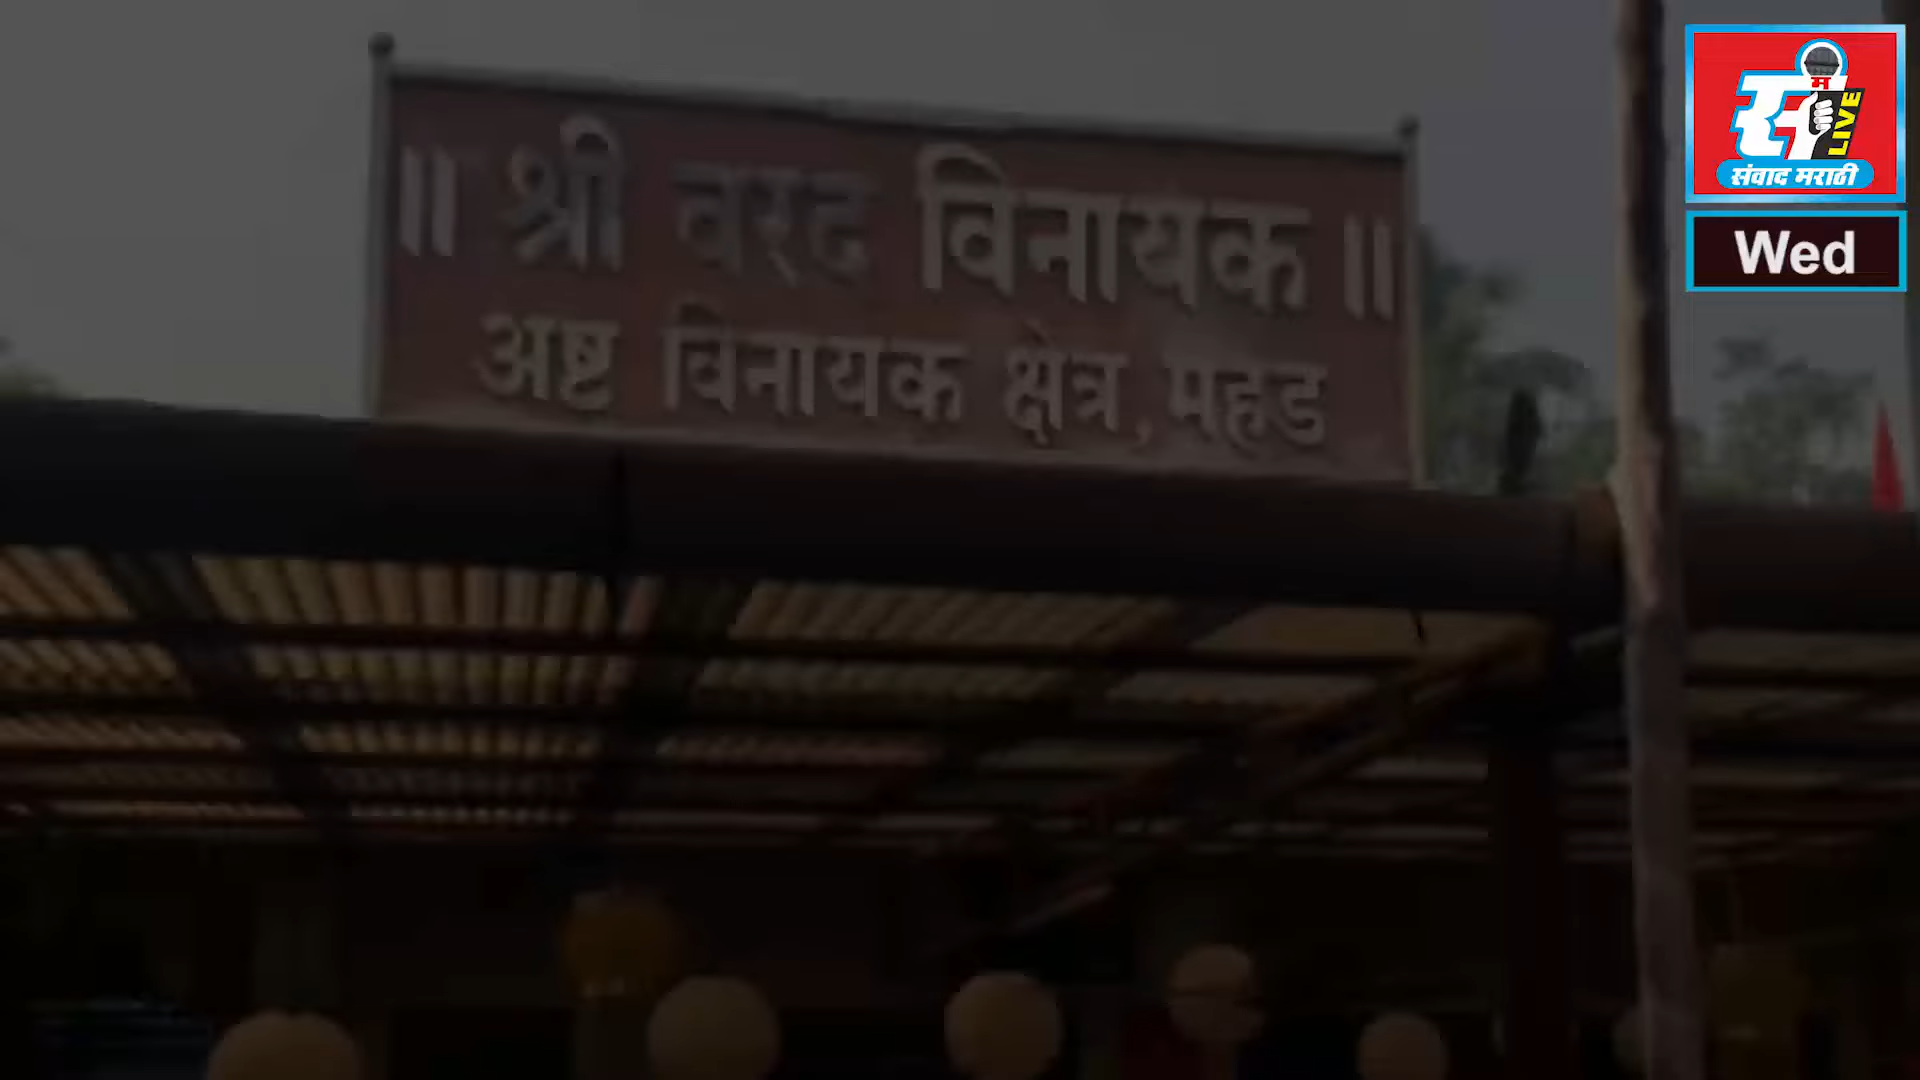 ॥ श्री वरद विनायक ॥
अष्ट विनायक क्षेत्र, महड
स म
LIVE
संवाद मराठी
Wed